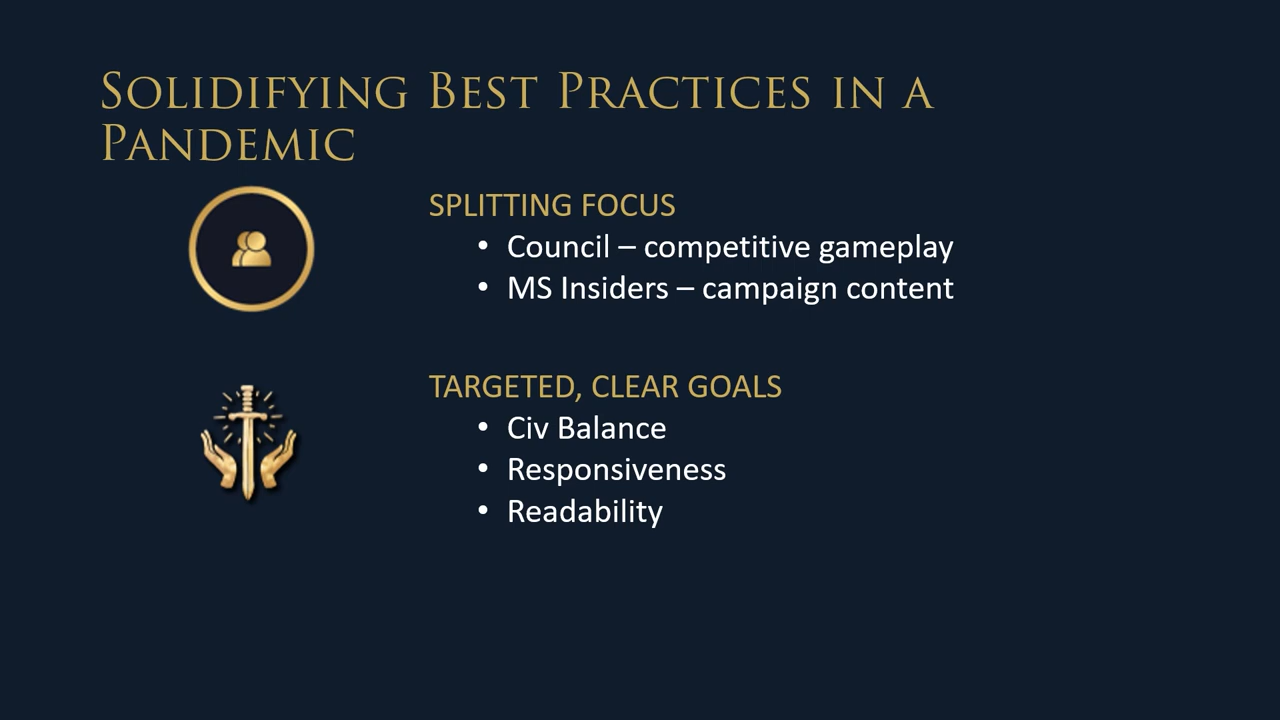 Solidifying Best Practices in a
Pandemic
SPLITTING FOCUS
• Council – competitive gameplay
• MS Insiders – campaign content
TARGETED, CLEAR GOALS
• Civ Balance
• Responsiveness
• Readability